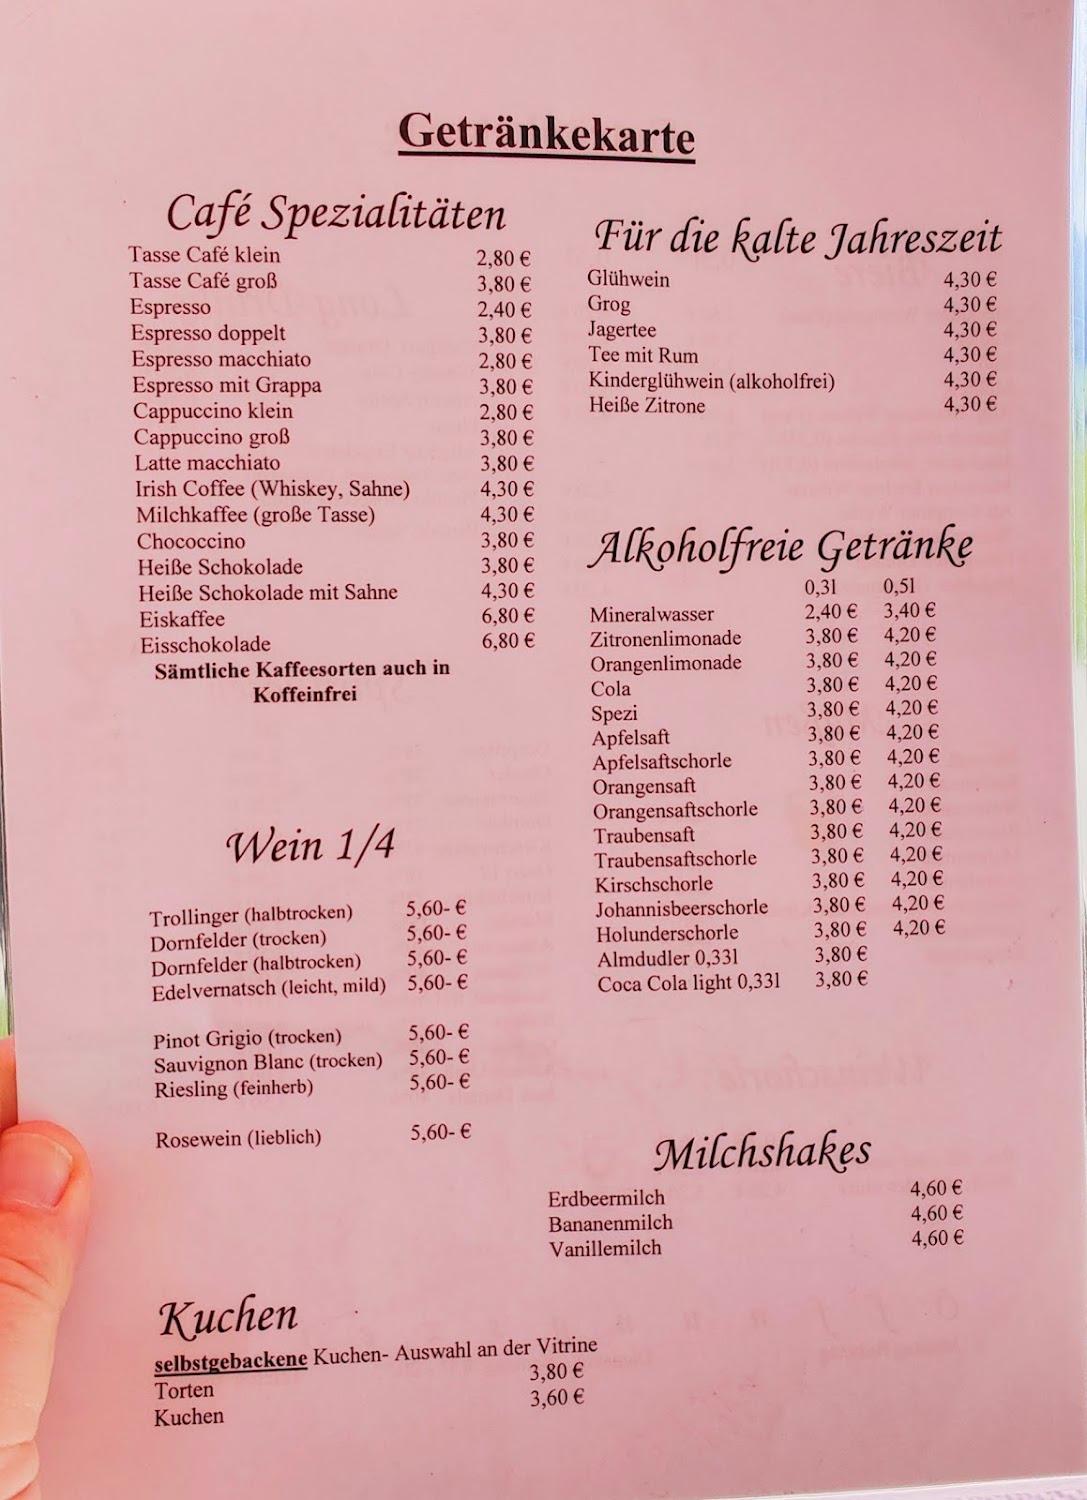 Getränkekarte
Café Spezialitäten
Tasse Café klein 2,80 €
Tasse Café groß 3,80 €
Espresso 2,40 €
Espresso doppelt 3,80 €
Espresso macchiato 2,80 €
Espresso mit Grappa 3,80 €
Cappuccino klein 2,80 €
Cappuccino groß 3,80 €
Latte macchiato 3,80 €
Irish Coffee (Whiskey, Sahne) 4,30 €
Milchkaffee (große Tasse) 4,30 €
Chococcino 3,80 €
Heiße Schokolade 3,80 €
Heiße Schokolade mit Sahne 4,30 €
Eiskaffee 6,80 €
Eisschokolade 6,80 €
Sämtliche Kaffeesorten auch in
Koffeinfrei
Wein 1/4
Trollinger (halbtrocken) 5,60- €
Dornfelder (trocken) 5,60- €
Dornfelder (halbtrocken) 5,60- €
Edelvernatsch (leicht, mild) 5,60- €
Pinot Grigio (trocken) 5,60- €
Sauvignon Blanc (trocken) 5,60- €
Riesling (feinherb) 5,60- €
Rosewein (lieblich) 5,60- €
Für die kalte Jahreszeit
Glühwein 4,30 €
Grog 4,30 €
Jagertee 4,30 €
Tee mit Rum 4,30 €
Kinderglühwein (alkoholfrei) 4,30 €
Heiße Zitrone 4,30 €
Alkoholfreie Getränke
0,3l 0,5l
Mineralwasser 2,40 € 3,40 €
Zitronenlimonade 3,80 € 4,20 €
Orangenlimonade 3,80 € 4,20 €
Cola 3,80 € 4,20 €
Spezi 3,80 € 4,20 €
Apfelsaft 3,80 € 4,20 €
Apfelsaftschorle 3,80 € 4,20 €
Orangensaft 3,80 € 4,20 €
Orangensaftschorle 3,80 € 4,20 €
Traubensaft 3,80 € 4,20 €
Traubensaftschorle 3,80 € 4,20 €
Kirschschorle 3,80 € 4,20 €
Johannisbeerschorle 3,80 € 4,20 €
Holunderschorle 3,80 € 4,20 €
Almdudler 0,33l 3,80 €
Coca Cola light 0,33l 3,80 €
Milchshakes
Erdbeermilch 4,60 €
Bananenmilch 4,60 €
Vanillemilch 4,60 €
Kuchen
selbstgebackene Kuchen- Auswahl an der Vitrine
Torten 3,80 €
Kuchen 3,60 €